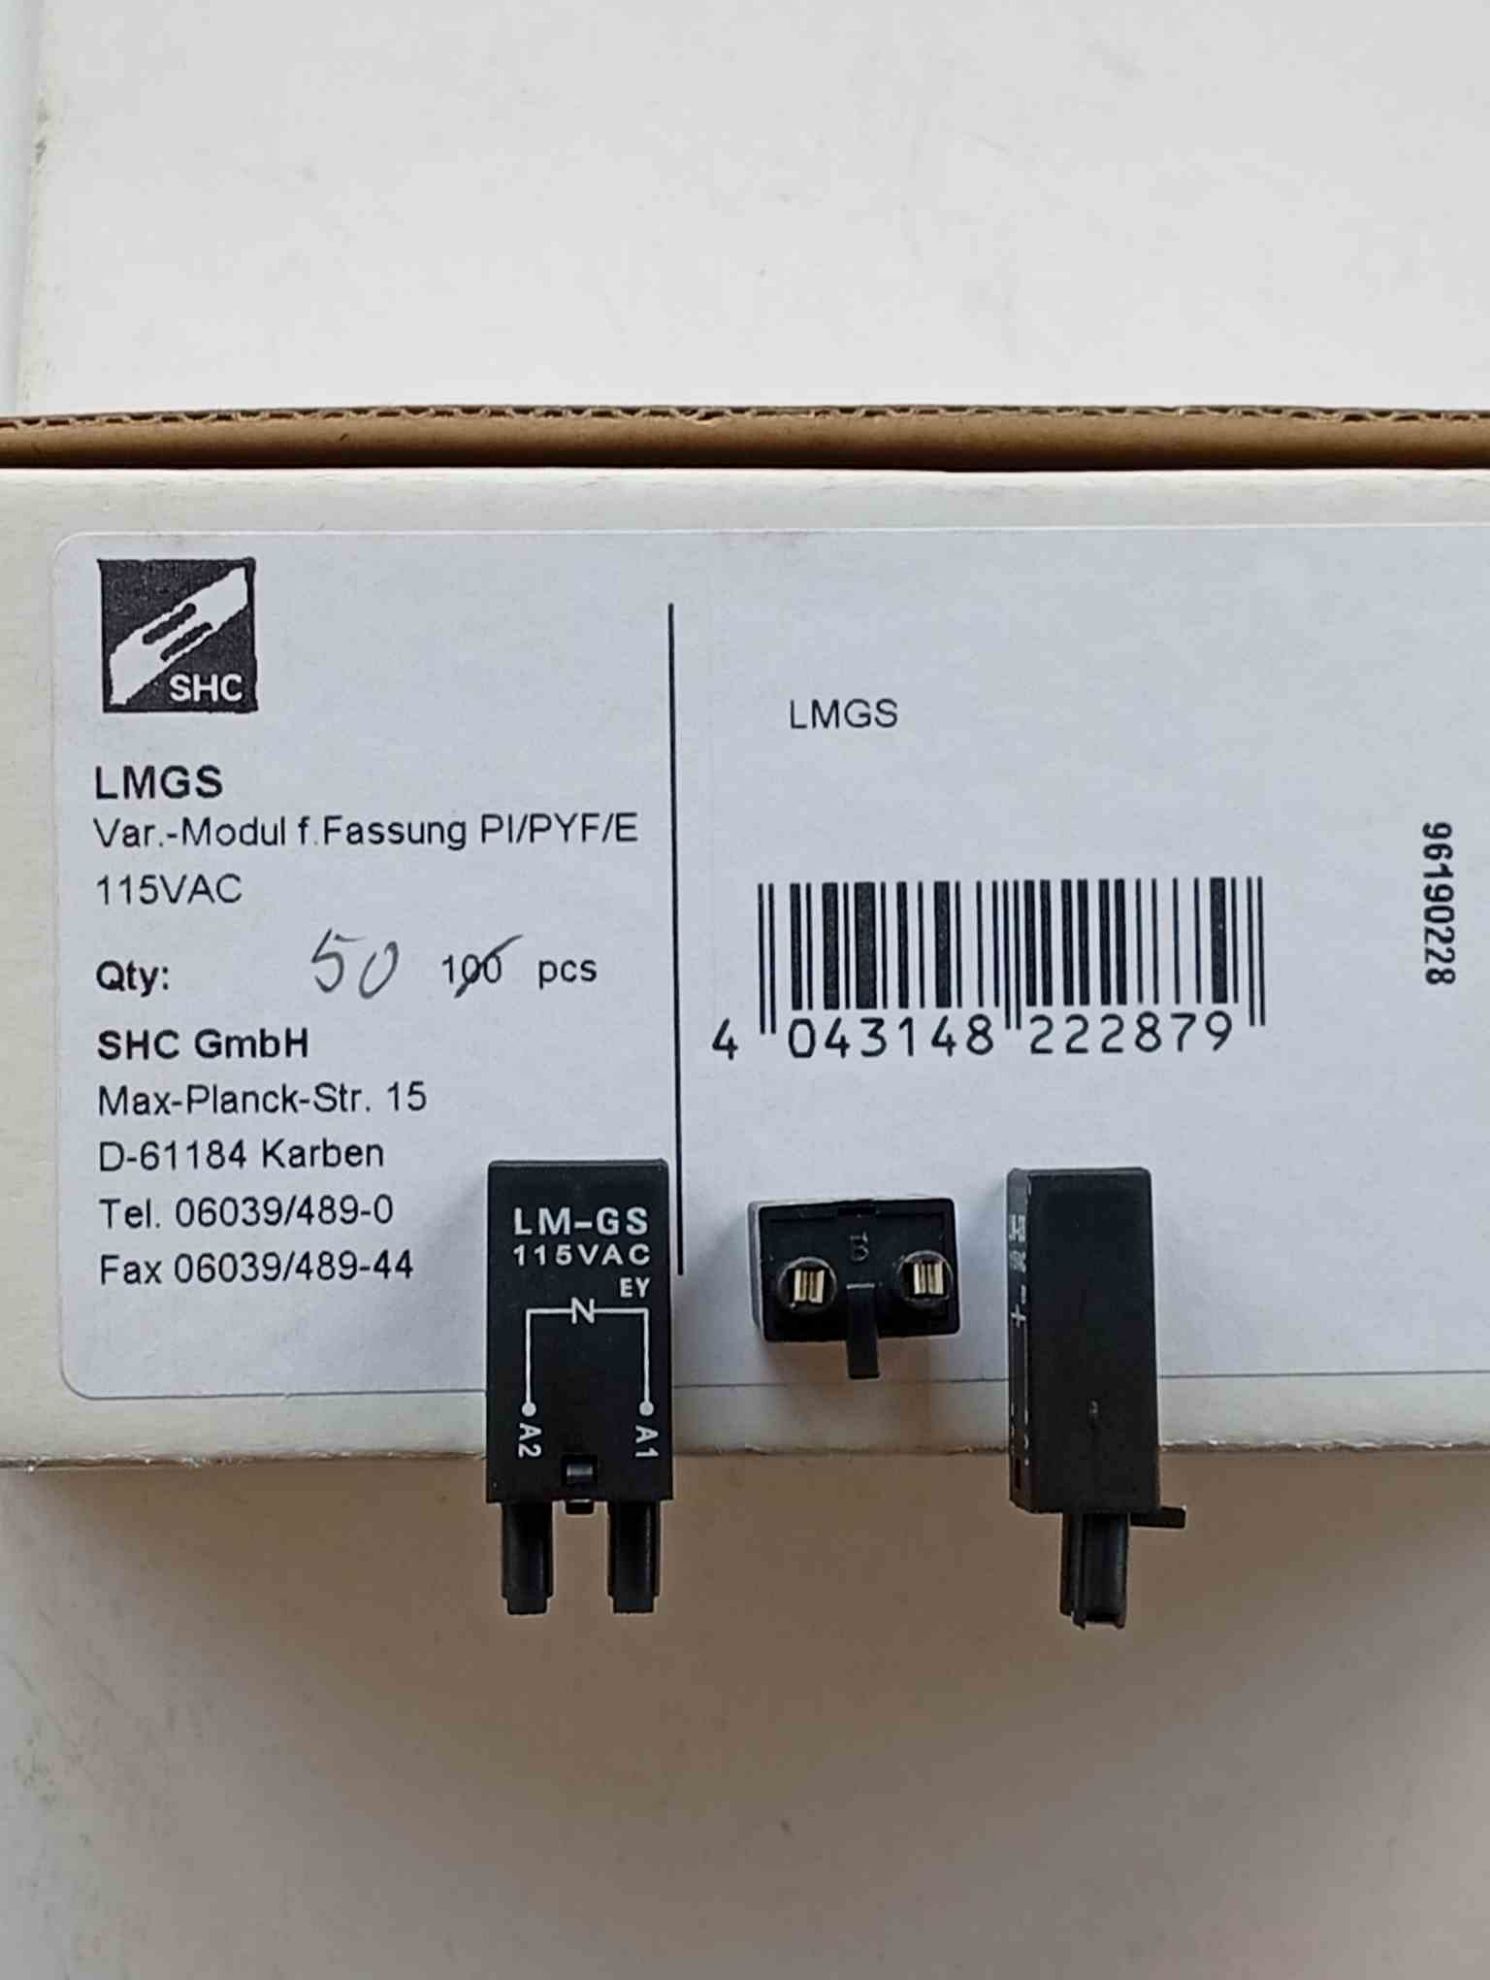 SHC
LMGS
Var.-Modul f.Fassung PI/PYF/E
115VAC
Qty: 50 100 pcs
SHC GmbH
Max-Planck-Str. 15
D-61184 Karben
Tel. 06039/489-0
Fax 06039/489-44
LMGS
4 043148 222879
96190228
LM-GS
115VAC
EY
N
A2 A1
B